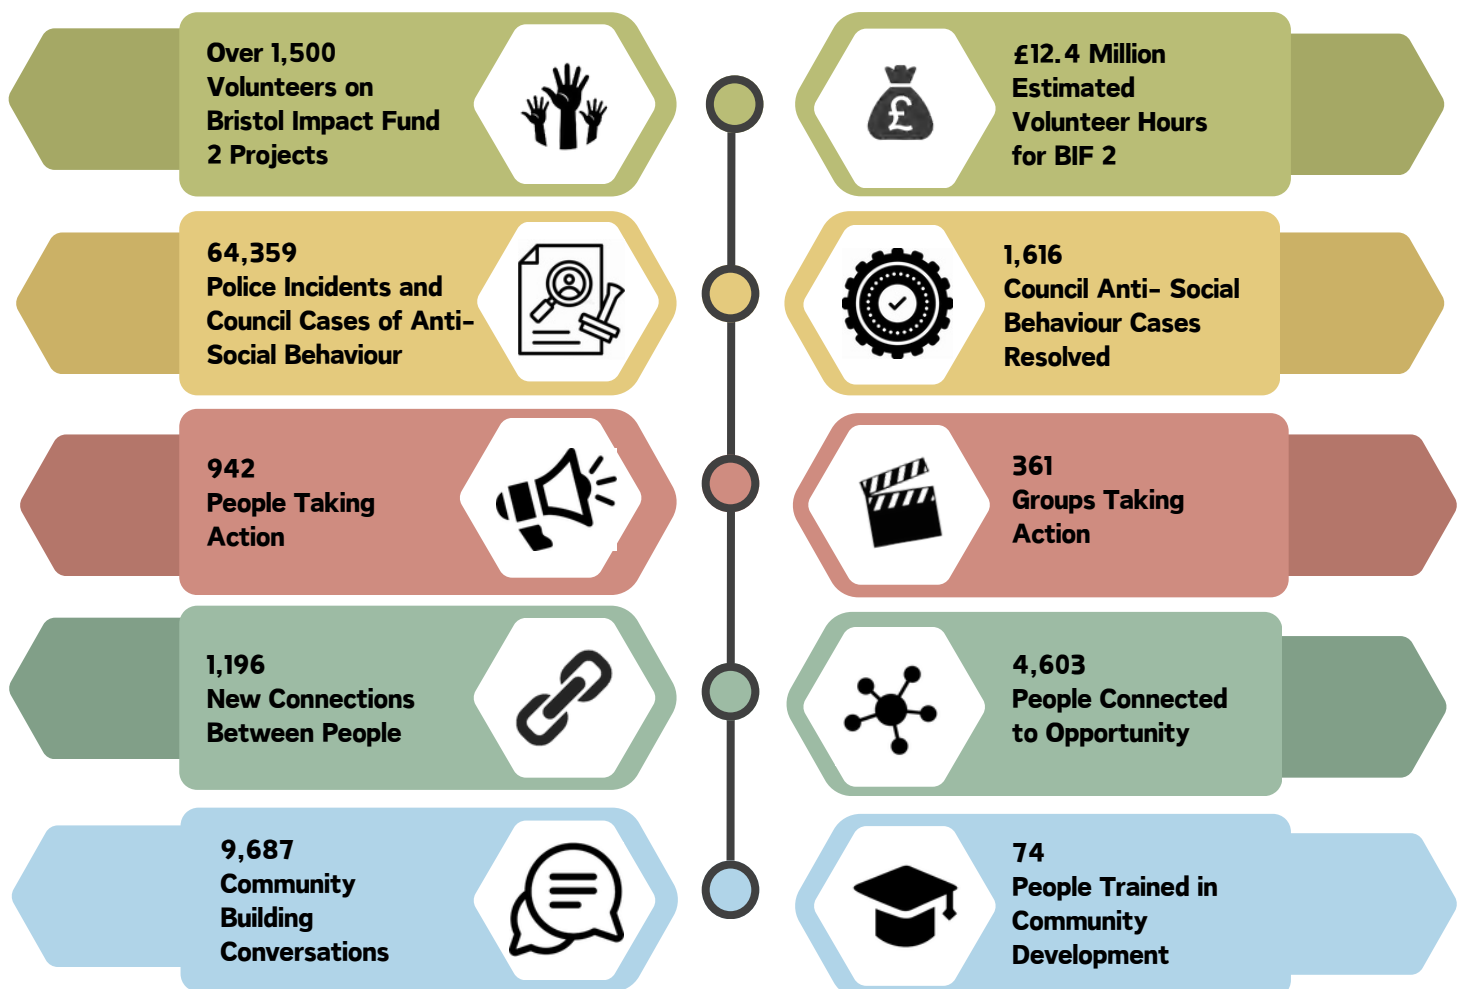 Over 1,500
Volunteers on
Bristol Impact Fund
2 Projects
£12.4 Million
Estimated
Volunteer Hours
for BIF 2
64,359
Police Incidents and
Council Cases of Anti-
Social Behaviour
1,616
Council Anti- Social
Behaviour Cases
Resolved
942
People Taking
Action
361
Groups Taking
Action
1,196
New Connections
Between People
4,603
People Connected
to Opportunity
9,687
Community
Building
Conversations
74
People Trained in
Community
Development